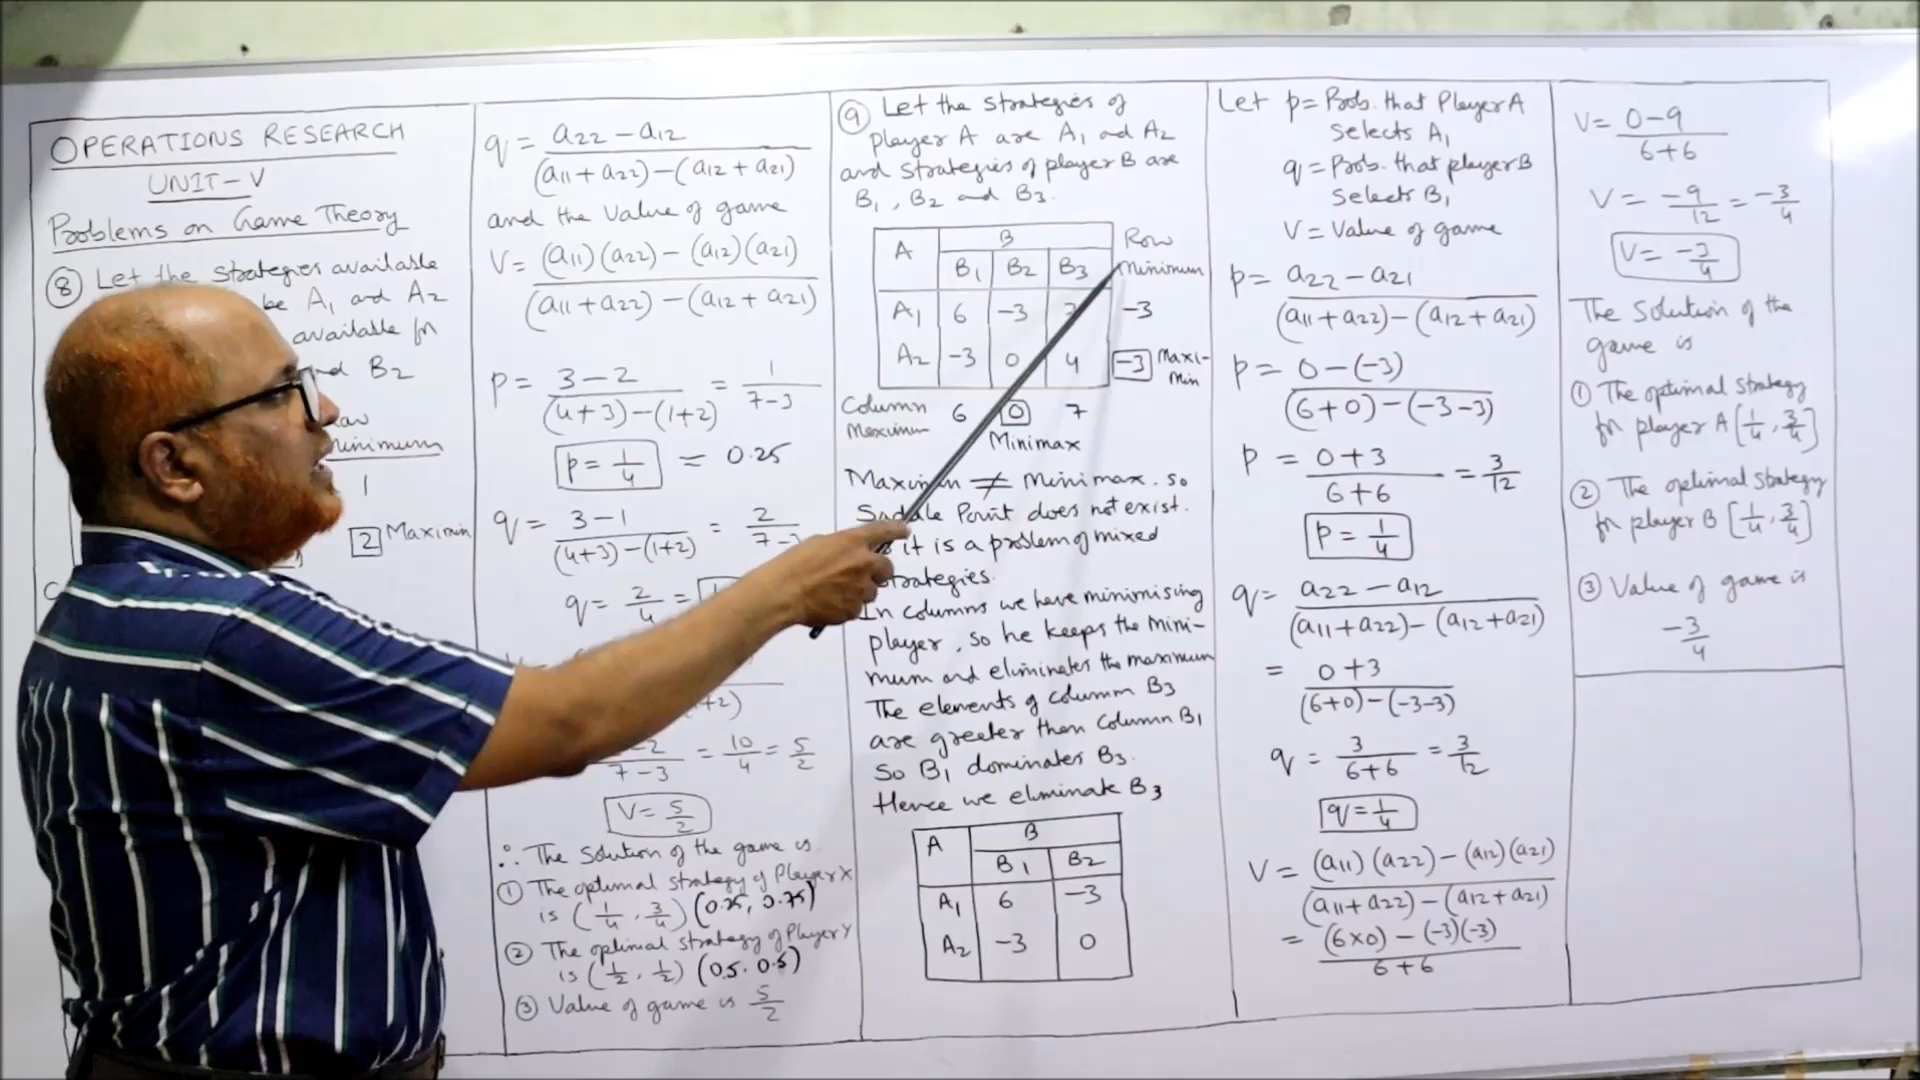 OPERATIONS RESEARCH
UNIT-V
Problems on Game Theory
⑧ Let the strategies available
be A₁ and A₂
available for
and B₂
Row
Minimum
1
2 Maximin
q = a₂₂ - a₁₂
(a₁₁ + a₂₂) - (a₁₂ + a₂₁)
and the value of game
V = (a₁₁)(a₂₂) - (a₁₂)(a₂₁)
(a₁₁ + a₂₂) - (a₁₂ + a₂₁)
p = 3 - 2 = 1
(4+3) - (1+2) 7-3
p = 1/4 = 0.25
q = 3 - 1 = 2
(4+3) - (1+2) 7-3
q = 2/4 =
+2)
-2 = 10/4 = 5/2
7-3
V = 5/2
∴ The solution of the game is
① The optimal strategy of Player X
is (1/4, 3/4) (0.25, 0.75)
② The optimal strategy of Player Y
is (1/2, 1/2) (0.5, 0.5)
③ Value of game is 5/2
⑨ Let the strategies of
player A are A₁ and A₂
and strategies of player B are
B₁, B₂ and B₃.
A B Row
B₁ B₂ B₃ Minimum
A₁ 6 -3 -3
A₂ -3 0 4 -3 Maxi-
min
Column 6 0 7
Maximum Minimax
Maximin ≠ Minimax. so
Saddle Point does not exist.
it is a problem of mixed
strategies.
In columns we have minimising
player, so he keeps the mini-
mum and eliminates the maximum
The elements of column B₃
are greater then column B₁
So B₁ dominates B₃.
Hence we eliminate B₃
A B
B₁ B₂
A₁ 6 -3
A₂ -3 0
Let p = Prob. that Player A
selects A₁
q = Prob. that player B
selects B₁
V = Value of game
p = a₂₂ - a₂₁
(a₁₁ + a₂₂) - (a₁₂ + a₂₁)
p = 0 - (-3)
(6+0) - (-3-3)
p = 0 + 3 = 3/12
6 + 6
p = 1/4
q = a₂₂ - a₁₂
(a₁₁ + a₂₂) - (a₁₂ + a₂₁)
= 0 + 3
(6+0) - (-3-3)
q = 3 = 3/12
6+6
q = 1/4
V = (a₁₁)(a₂₂) - (a₁₂)(a₂₁)
(a₁₁ + a₂₂) - (a₁₂ + a₂₁)
= (6×0) - (-3)(-3)
6 + 6
V = 0 - 9
6 + 6
V = -9/12 = -3/4
V = -3/4
The Solution of the
game is
① The optimal strategy
for player A [1/4, 3/4]
② The optimal strategy
for player B [1/4, 3/4]
③ Value of game is
-3/4